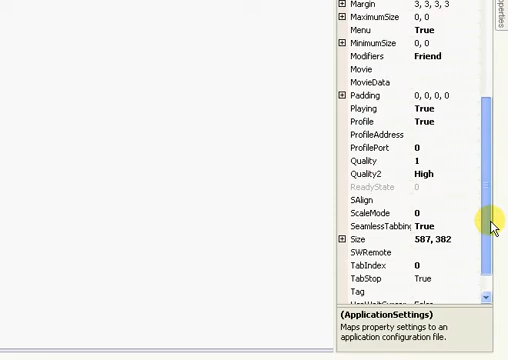 Margin 3, 3, 3, 3
MaximumSize 0, 0
Menu True
MinimumSize 0, 0
Modifiers Friend
Movie
MovieData
Padding 0, 0, 0, 0
Playing True
Profile True
ProfileAddress
ProfilePort 0
Quality 1
Quality2 High
ReadyState 0
SAlign
ScaleMode 0
SeamlessTabbing True
Size 587, 382
SWRemote
TabIndex 0
TabStop True
Tag
UseWaitCursor False
(ApplicationSettings)
Maps property settings to an
application configuration file.